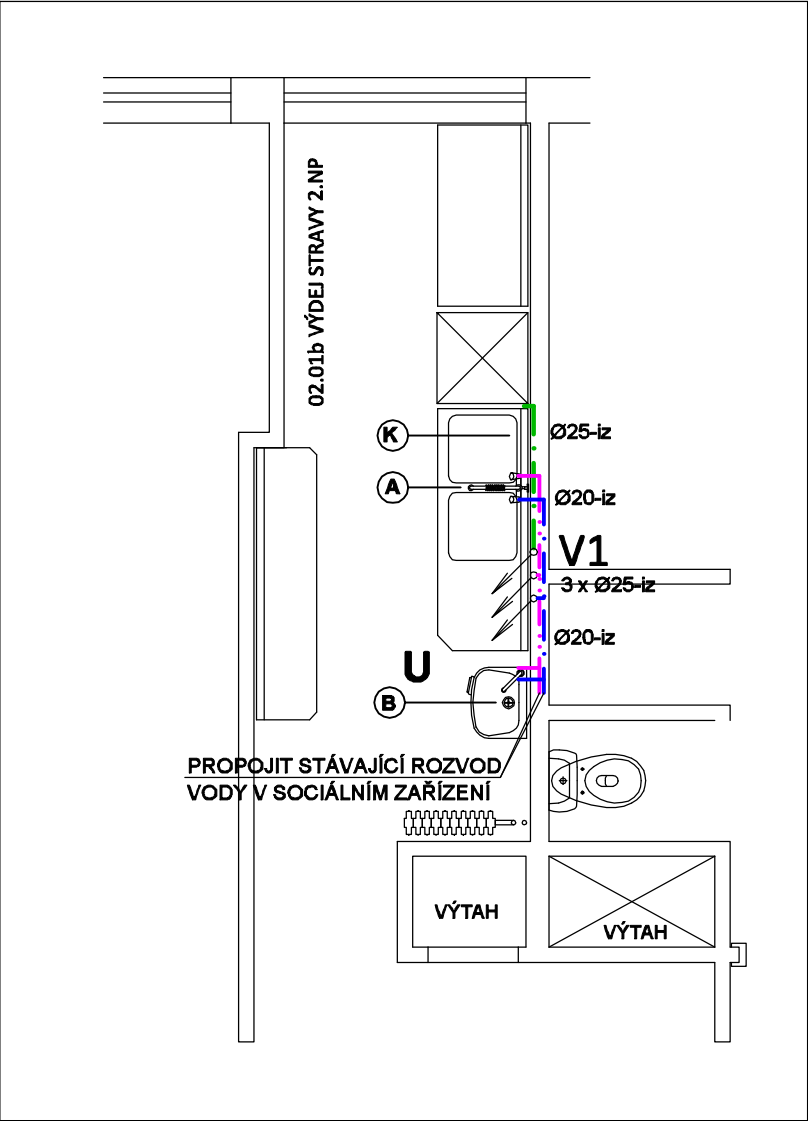 02.01b VÝDEJ STRAVY 2.NP
K
Ø25-iz
A
Ø20-iz
V1
3 x Ø25-iz
Ø20-iz
U
B
PROPOJIT STÁVAJÍCÍ ROZVOD
VODY V SOCIÁLNÍM ZAŘÍZENÍ
VÝTAH
VÝTAH